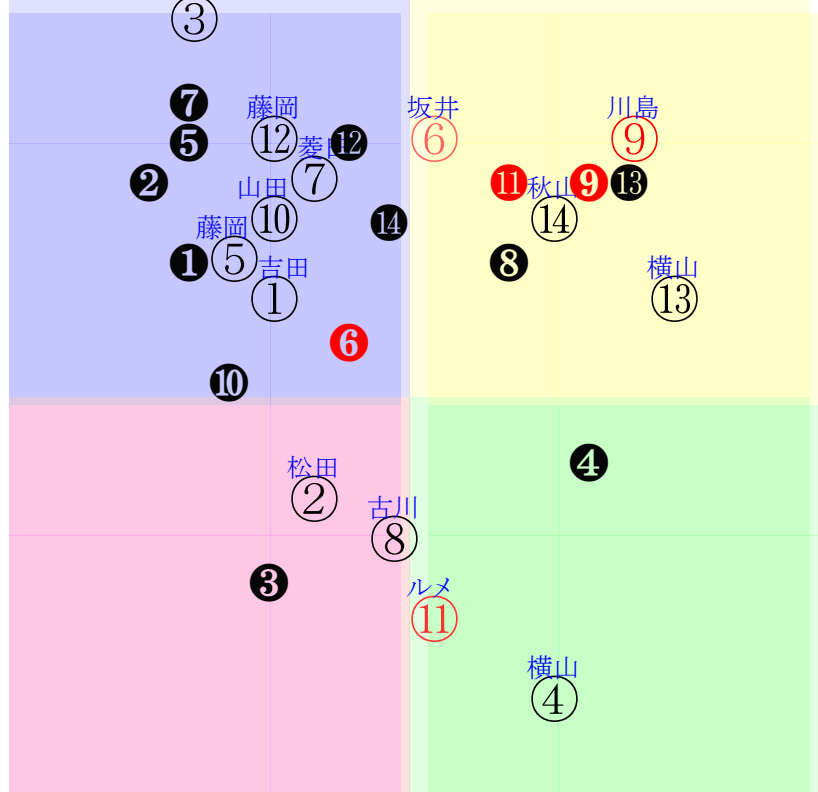 ③
❼
藤岡
坂井
川島
❺
⑫
菱田
⓬
⑥
⑨
❷
⑦
⓫
秋山
❾
⓭
山田
⑩
⓮
⑭
藤岡
❶
⑤
吉田
❽
横山
①
⑬
❻
❿
松田
❹
②
古川
⑧
❸
ルメ
⑪
横山
④